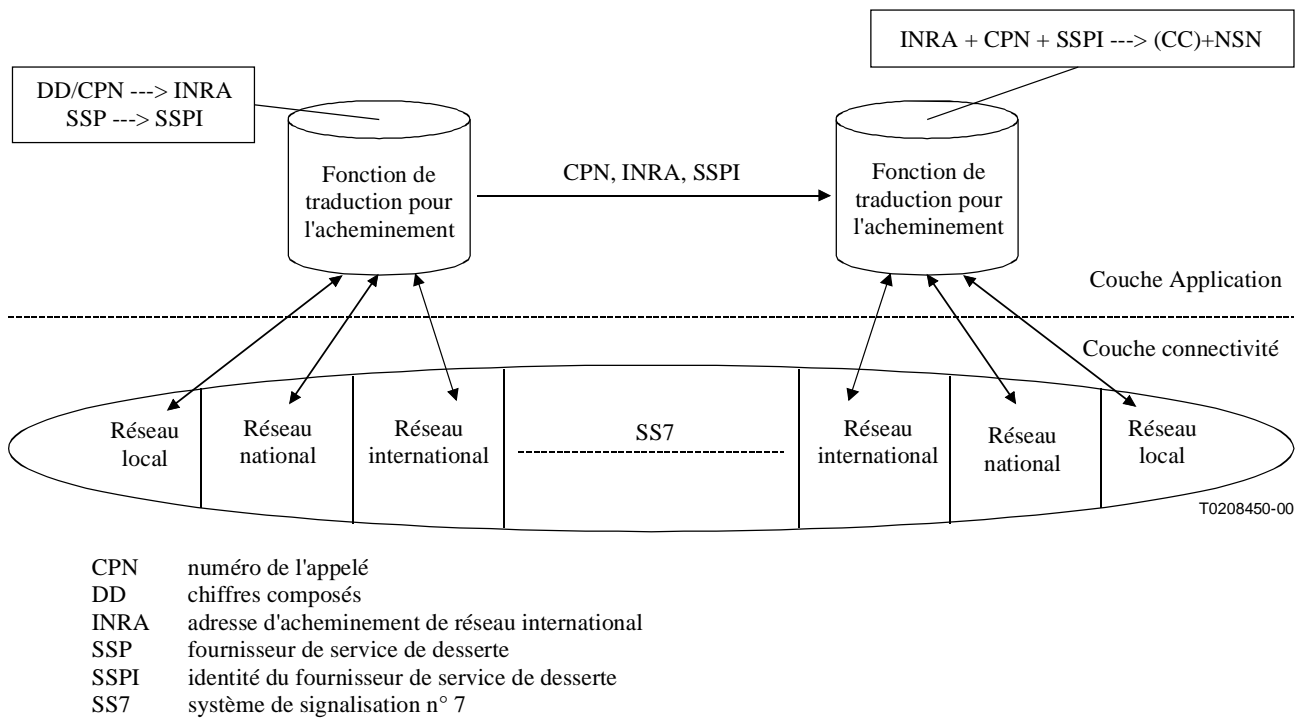 INRA + CPN + SSPI ---> (CC)+NSN
DD/CPN ---> INRA
SSP ---> SSPI
Fonction de
traduction pour
l'acheminement
CPN, INRA, SSPI
Fonction de
traduction pour
l'acheminement
Couche Application
Couche connectivité
Réseau
local
Réseau
national
Réseau
international
SS7
Réseau
international
Réseau
national
Réseau
local
T0208450-00
CPN numéro de l'appelé
DD chiffres composés
INRA adresse d'acheminement de réseau international
SSP fournisseur de service de desserte
SSPI identité du fournisseur de service de desserte
SS7 système de signalisation n° 7